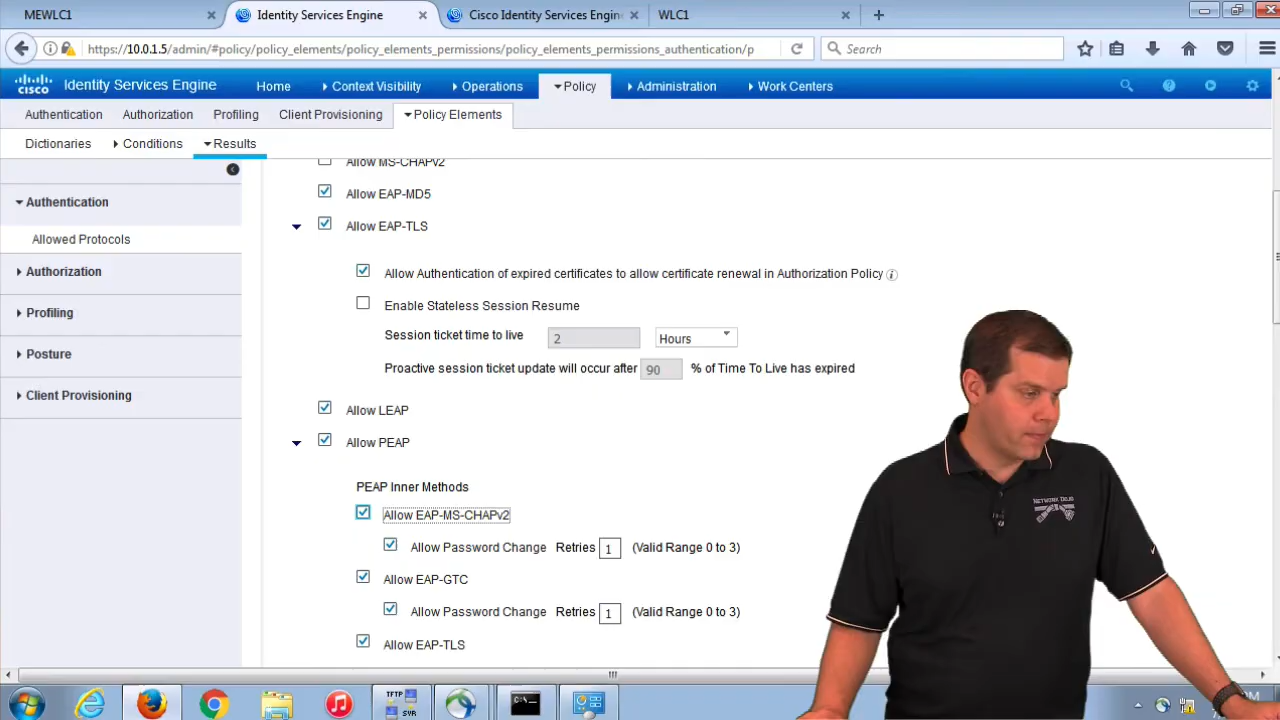 MEWLC1 × Identity Services Engine × Cisco Identity Services Engin × WLC1 × +
https://10.0.1.5/admin/#policy/policy_elements/policy_elements_permissions/policy_elements_permissions_authentication/p Search
CISCO Identity Services Engine Home Context Visibility Operations Policy Administration Work Centers
Authentication Authorization Profiling Client Provisioning Policy Elements
Dictionaries Conditions Results
Authentication
Allowed Protocols
Authorization
Profiling
Posture
Client Provisioning
Allow MS-CHAPv2
Allow EAP-MD5
Allow EAP-TLS
Allow Authentication of expired certificates to allow certificate renewal in Authorization Policy
Enable Stateless Session Resume
Session ticket time to live 2 Hours
Proactive session ticket update will occur after 90 % of Time To Live has expired
Allow LEAP
Allow PEAP
PEAP Inner Methods
Allow EAP-MS-CHAPv2
Allow Password Change Retries 1 (Valid Range 0 to 3)
Allow EAP-GTC
Allow Password Change Retries 1 (Valid Range 0 to 3)
Allow EAP-TLS
NETWORK DOJO
TFTP
SVR
C:\_